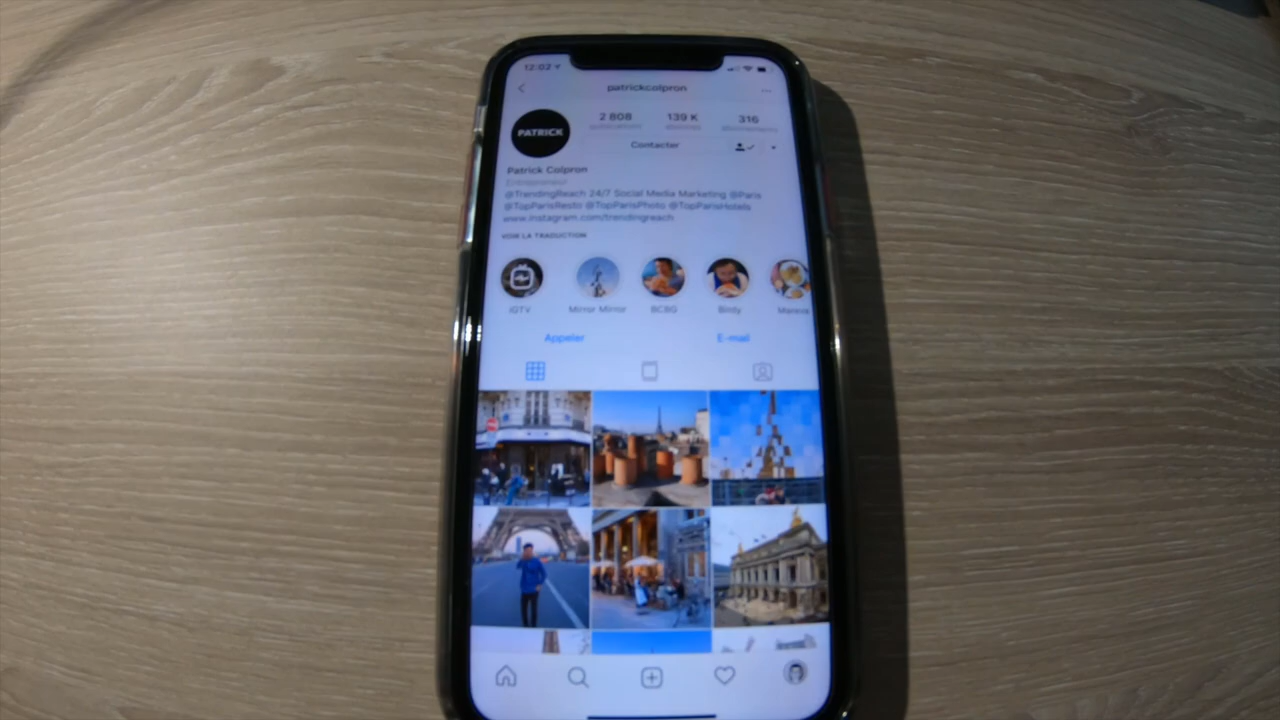 12:02
patrickcolpron
PATRICK
2 808 139 K 316
Contacter
Patrick Colpron
Entrepreneur
@TrendingReach 24/7 Social Media Marketing @Paris
@TopParisResto @TopParisPhoto @TopParisHotels
www.instagram.com/trendingreach
VOIR LA TRADUCTION
IGTV Mirror Mirror BCBG Birdy
Appeler E-mail